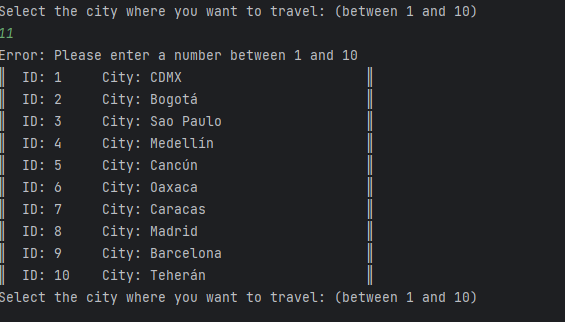 Select the city where you want to travel: (between 1 and 10)
11
Error: Please enter a number between 1 and 10
║  ID: 1     City: CDMX                       ║
║  ID: 2     City: Bogotá                     ║
║  ID: 3     City: Sao Paulo                  ║
║  ID: 4     City: Medellín                   ║
║  ID: 5     City: Cancún                     ║
║  ID: 6     City: Oaxaca                     ║
║  ID: 7     City: Caracas                    ║
║  ID: 8     City: Madrid                     ║
║  ID: 9     City: Barcelona                  ║
║  ID: 10    City: Teherán                    ║
Select the city where you want to travel: (between 1 and 10)